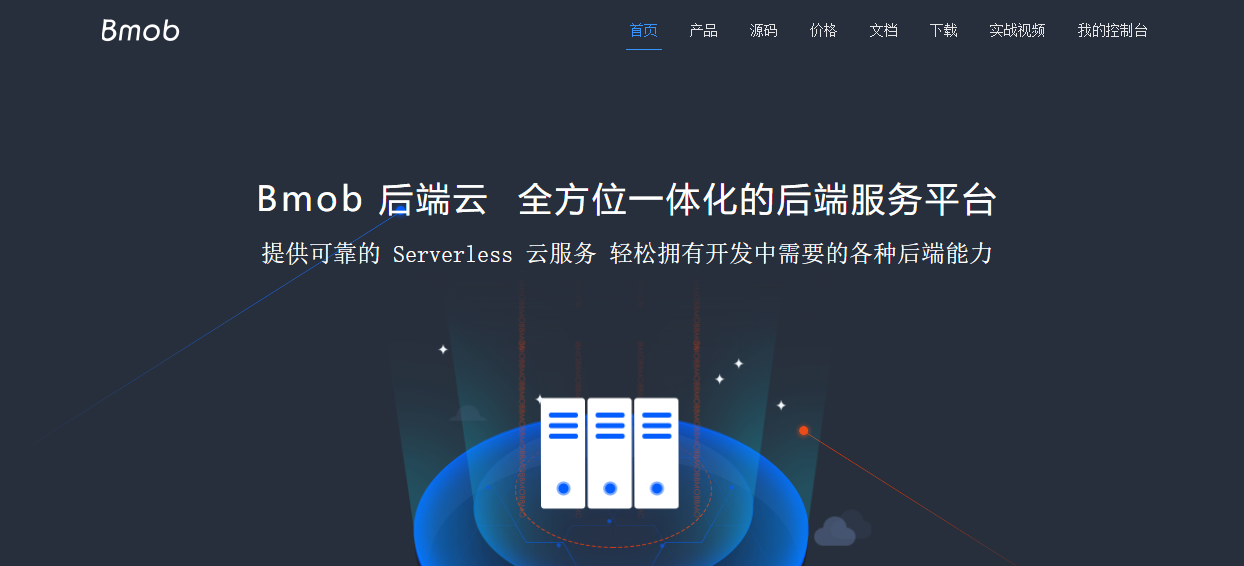 Bmob 首页 产品 源码 价格 文档 下载 实战视频 我的控制台
Bmob 后端云 全方位一体化的后端服务平台
提供可靠的 Serverless 云服务 轻松拥有开发中需要的各种后端能力